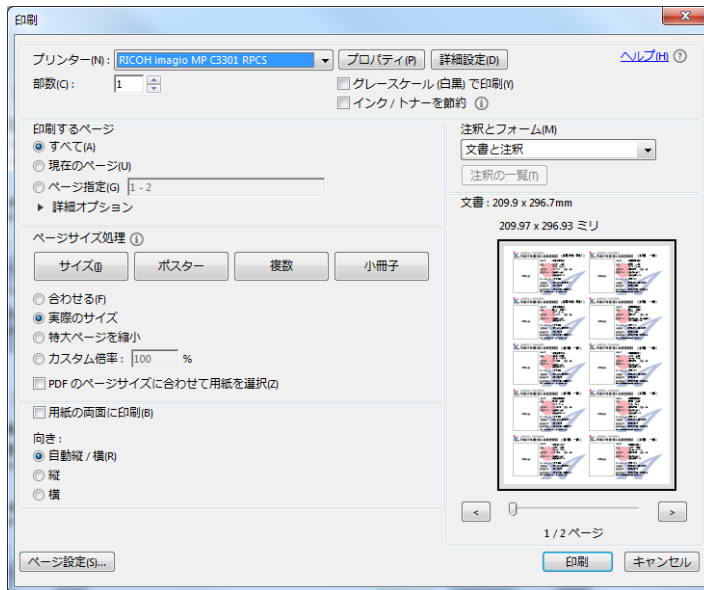 印刷
プリンター(N): RICOH imagio MP C3301 RPCS プロパティ(P) 詳細設定(D) ヘルプ(H)
部数(C): 1 グレースケール (白黒) で印刷(Y)
インク / トナーを節約
印刷するページ
すべて(A)
現在のページ(U)
ページ指定(G) 1 - 2
詳細オプション
ページサイズ処理
サイズ(I) ポスター 複数 小冊子
合わせる(F)
実際のサイズ
特大ページを縮小
カスタム倍率: 100 %
PDF のページサイズに合わせて用紙を選択(Z)
用紙の両面に印刷(B)
向き:
自動縦 / 横(R)
縦
横
注釈とフォーム(M)
文書と注釈
注釈の一覧(T)
文書: 209.9 x 296.7mm
209.97 x 296.93 ミリ
< >
1 / 2 ページ
ページ設定(S)... 印刷 キャンセル